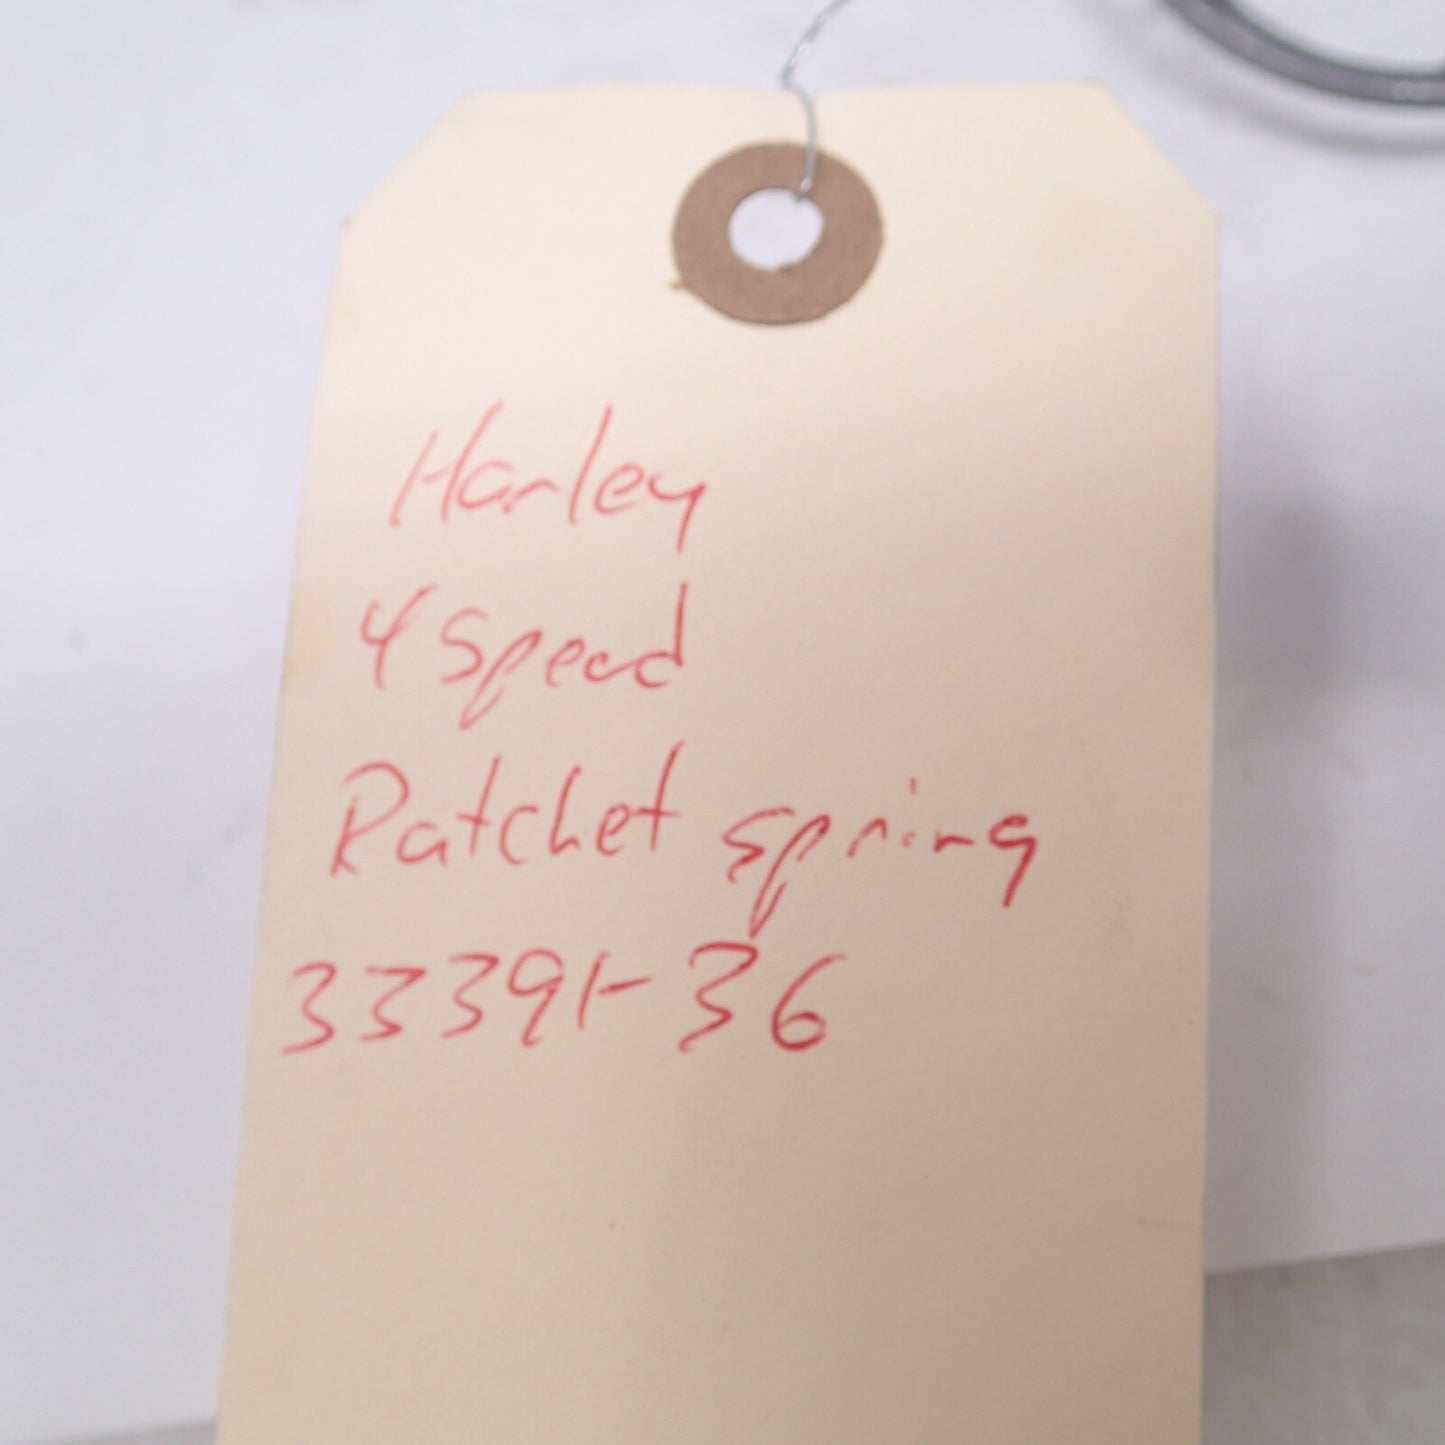 Harley
4 Speed
Ratchet spring
33391-36